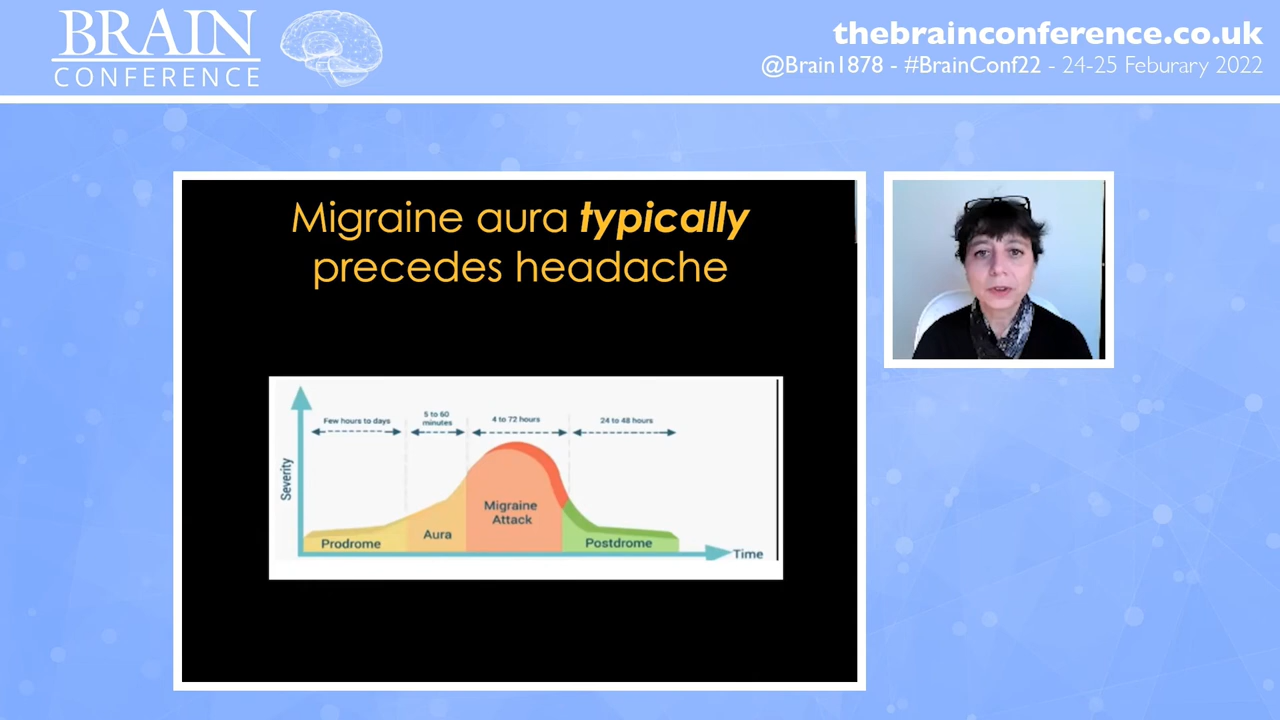 BRAIN
CONFERENCE
thebrainconference.co.uk
@Brain1878 - #BrainConf22 - 24-25 Feburary 2022
Migraine aura typically
precedes headache
Few hours to days
5 to 60
minutes
4 to 72 hours
24 to 48 hours
Severity
Migraine
Attack
Aura
Prodrome
Postdrome
Time